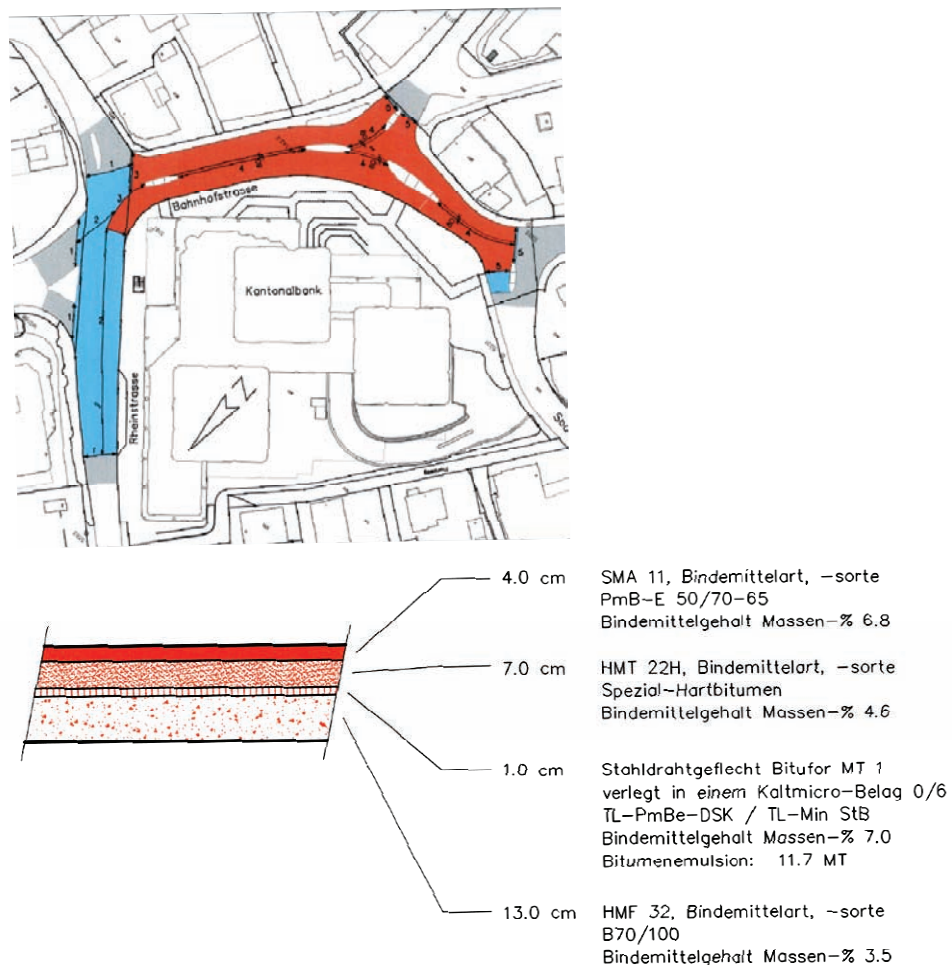 Bahnhofstrasse
Kantonalbank
Rheinstrasse
N
4.0 cm SMA 11, Bindemittelart, -sorte
PmB-E 50/70-65
Bindemittelgehalt Massen-% 6.8
7.0 cm HMT 22H, Bindemittelart, -sorte
Spezial-Hartbitumen
Bindemittelgehalt Massen-% 4.6
1.0 cm Stahldrahtgeflecht Bitufor MT 1
verlegt in einem Kaltmicro-Belag 0/6
TL-PmBe-DSK / TL-Min StB
Bindemittelgehalt Massen-% 7.0
Bitumenemulsion: 11.7 MT
13.0 cm HMF 32, Bindemittelart, -sorte
B70/100
Bindemittelgehalt Massen-% 3.5